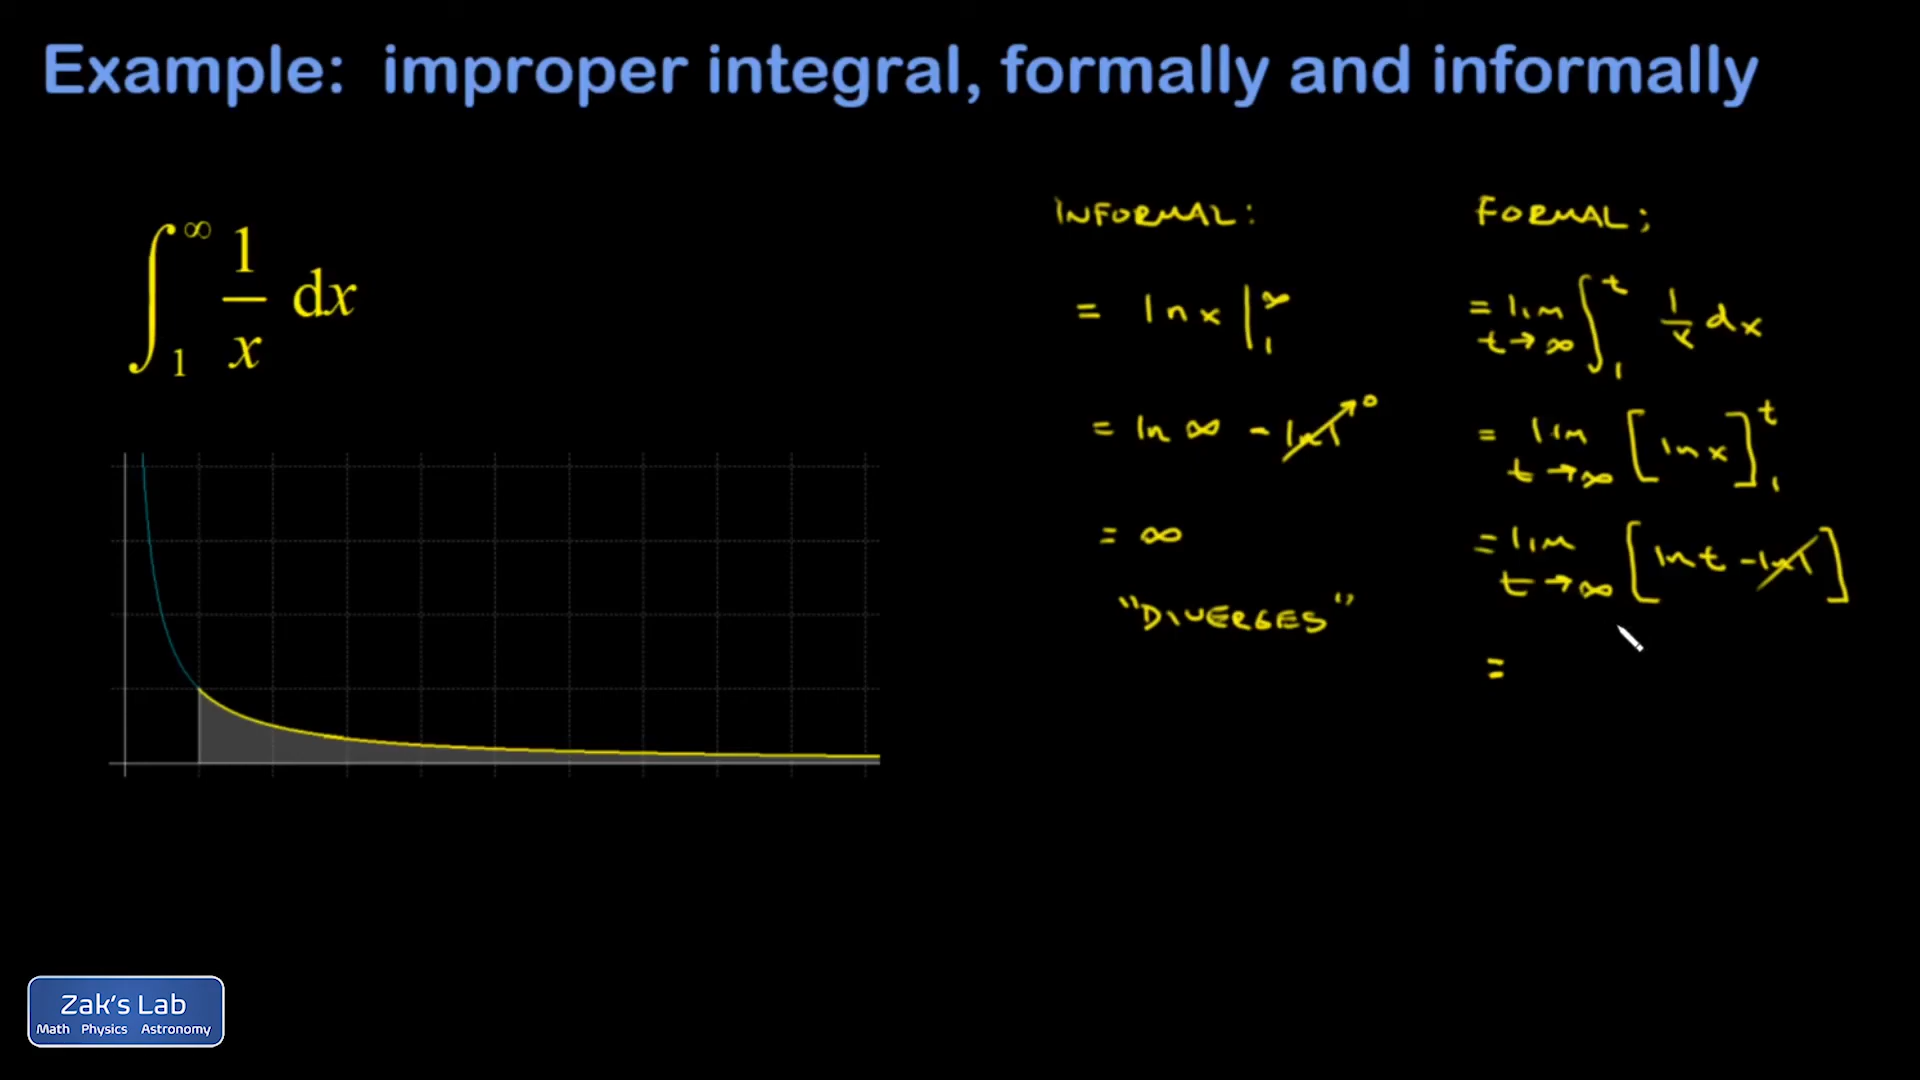 Example: improper integral, formally and informally
∫₁^∞ 1/x dx
INFORMAL:
= ln x |₁^∞
= ln ∞ - ln 1 → 0
= ∞
"DIVERGES"
FORMAL:
= lim t→∞ ∫₁^t 1/x dx
= lim t→∞ [ln x]₁^t
= lim t→∞ [ln t - ln 1]
=
Zak's Lab
Math Physics Astronomy